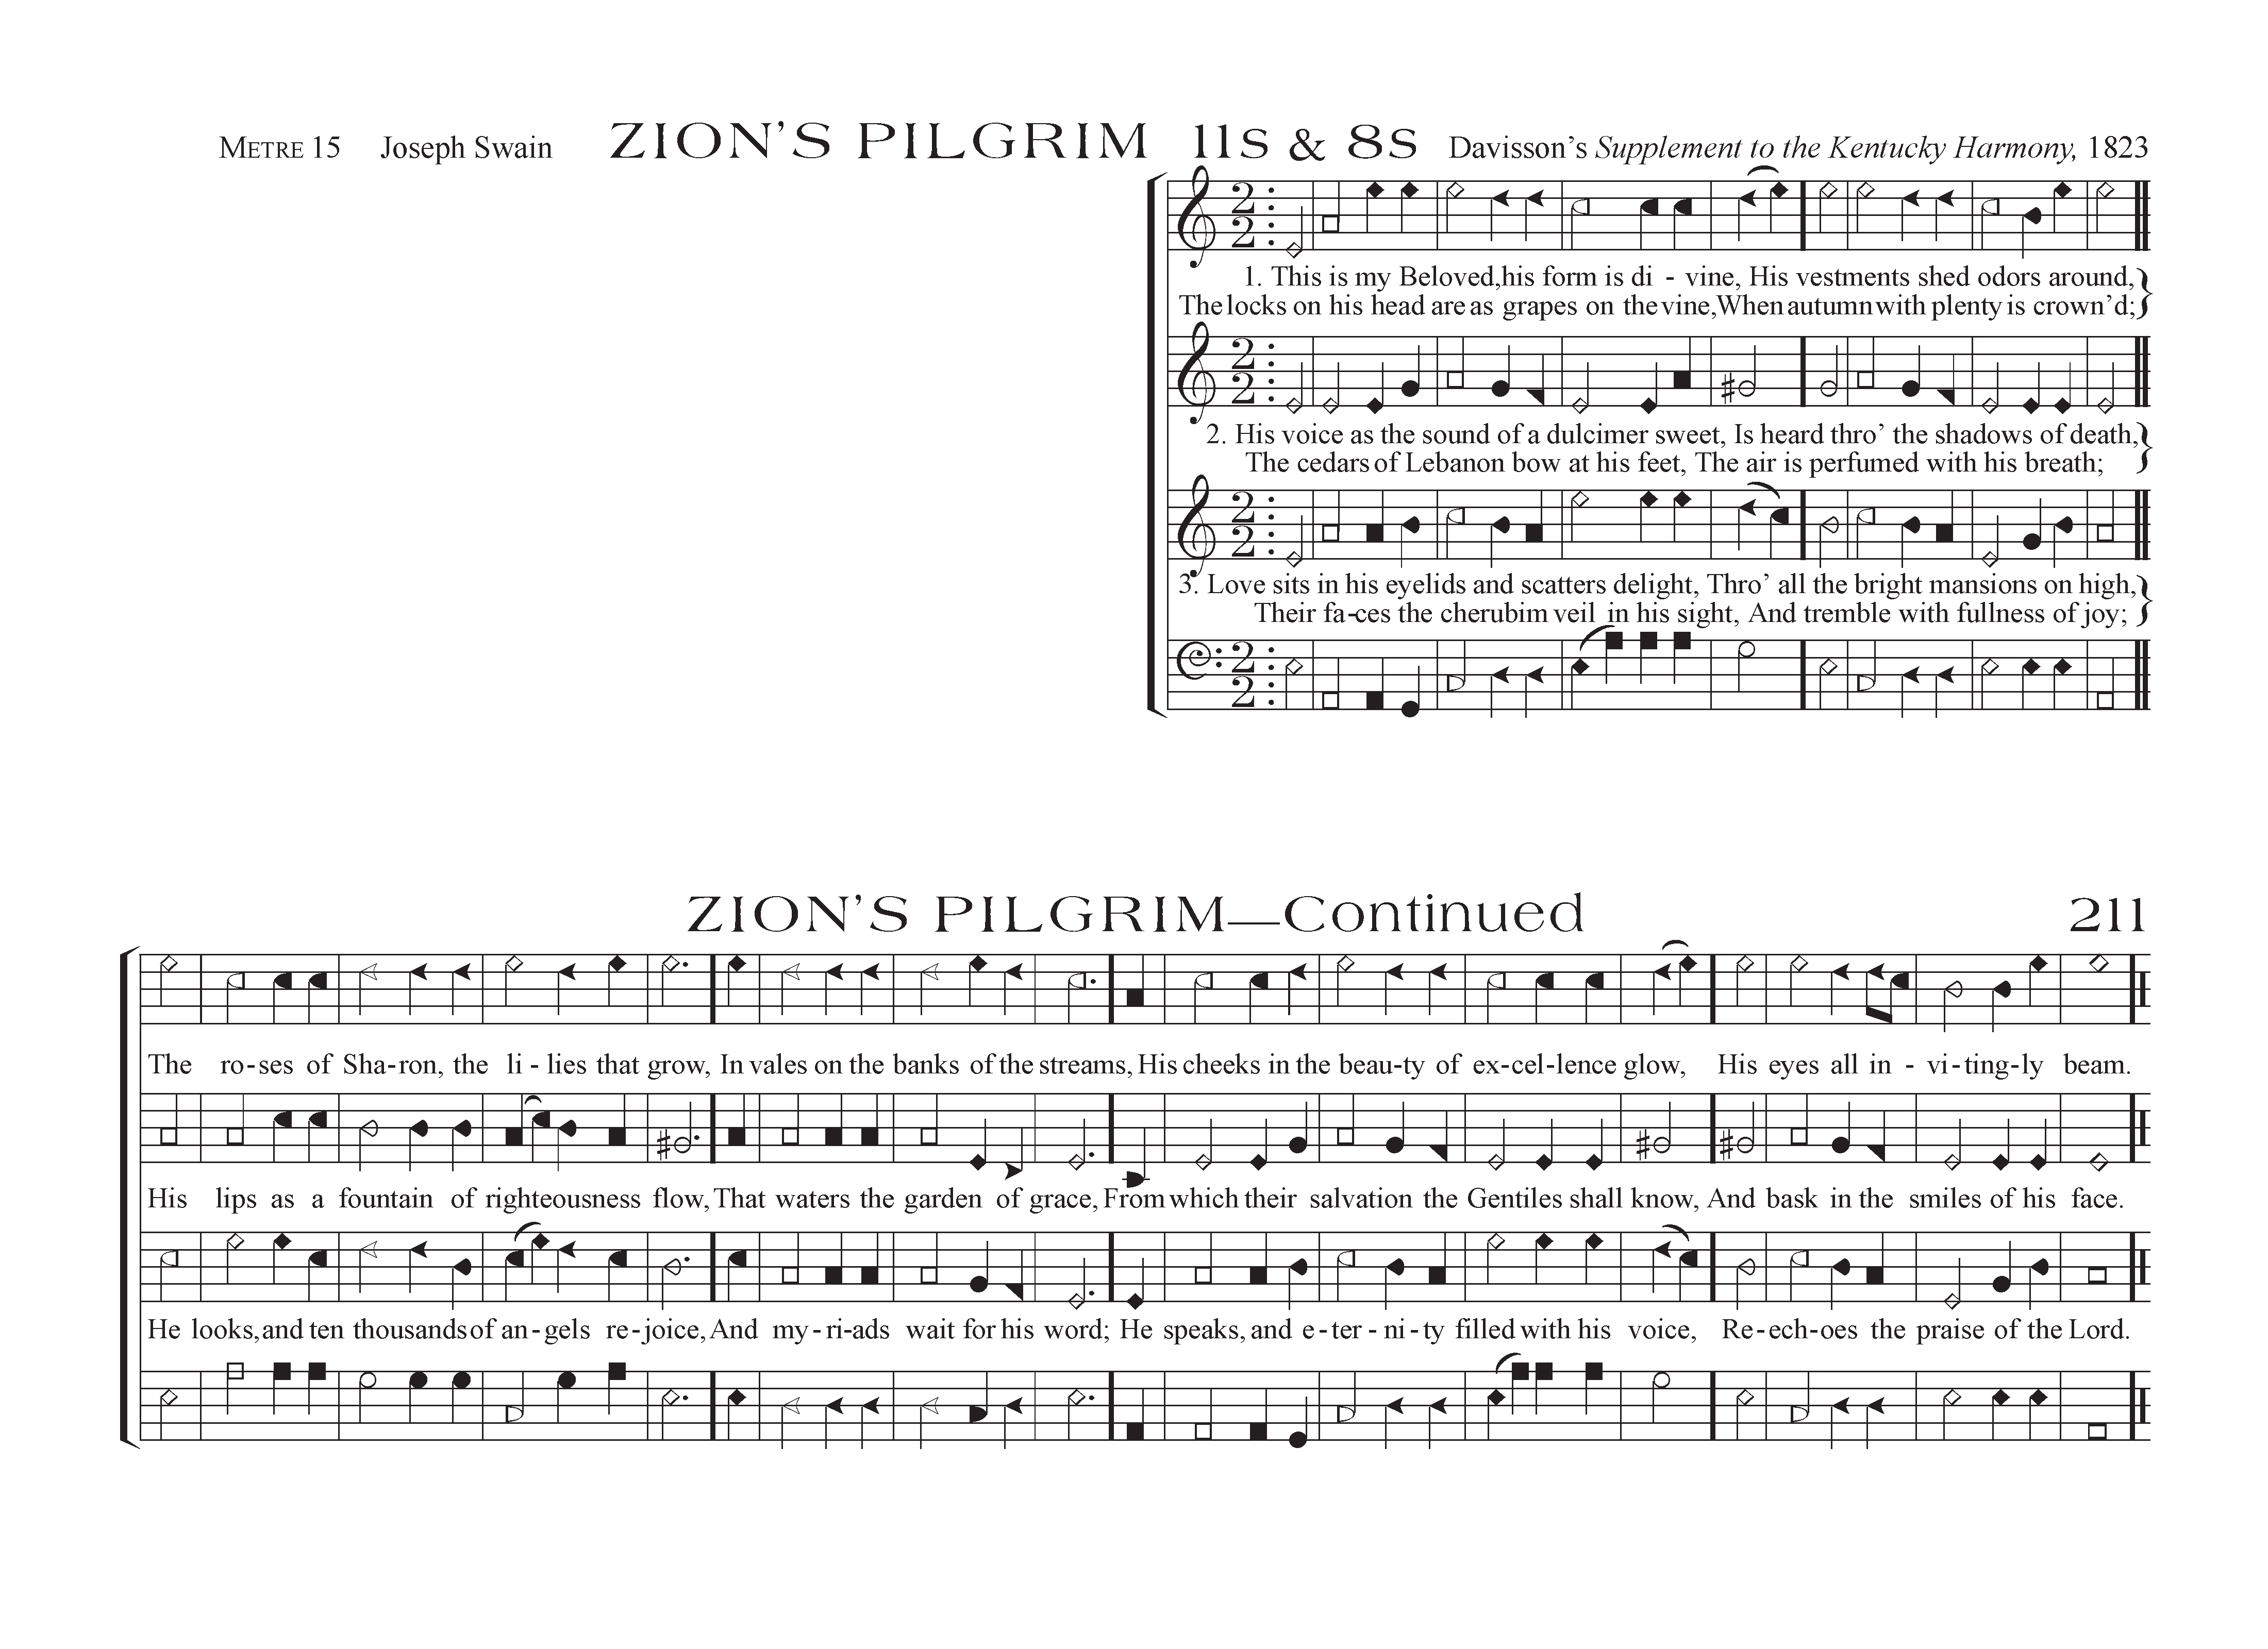 METRE 15 Joseph Swain ZION'S PILGRIM 11s & 8s Davisson's Supplement to the Kentucky Harmony, 1823
2 2
1. This is my Beloved, his form is di - vine, His vestments shed odors around,
The locks on his head are as grapes on the vine, When autumn with plenty is crown'd;
2 2
2. His voice as the sound of a dulcimer sweet, Is heard thro' the shadows of death,
The cedars of Lebanon bow at his feet, The air is perfumed with his breath;
2 2
3. Love sits in his eyelids and scatters delight, Thro' all the bright mansions on high,
Their fa-ces the cherubim veil in his sight, And tremble with fullness of joy;
2 2
ZION'S PILGRIM—Continued 211
The ro-ses of Sha-ron, the li - lies that grow, In vales on the banks of the streams, His cheeks in the beau-ty of ex-cel-lence glow, His eyes all in - vi-ting-ly beam.
His lips as a fountain of righteousness flow, That waters the garden of grace, From which their salvation the Gentiles shall know, And bask in the smiles of his face.
He looks, and ten thousands of an-gels re-joice, And my-ri-ads wait for his word; He speaks, and e-ter-ni-ty filled with his voice, Re-ech-oes the praise of the Lord.